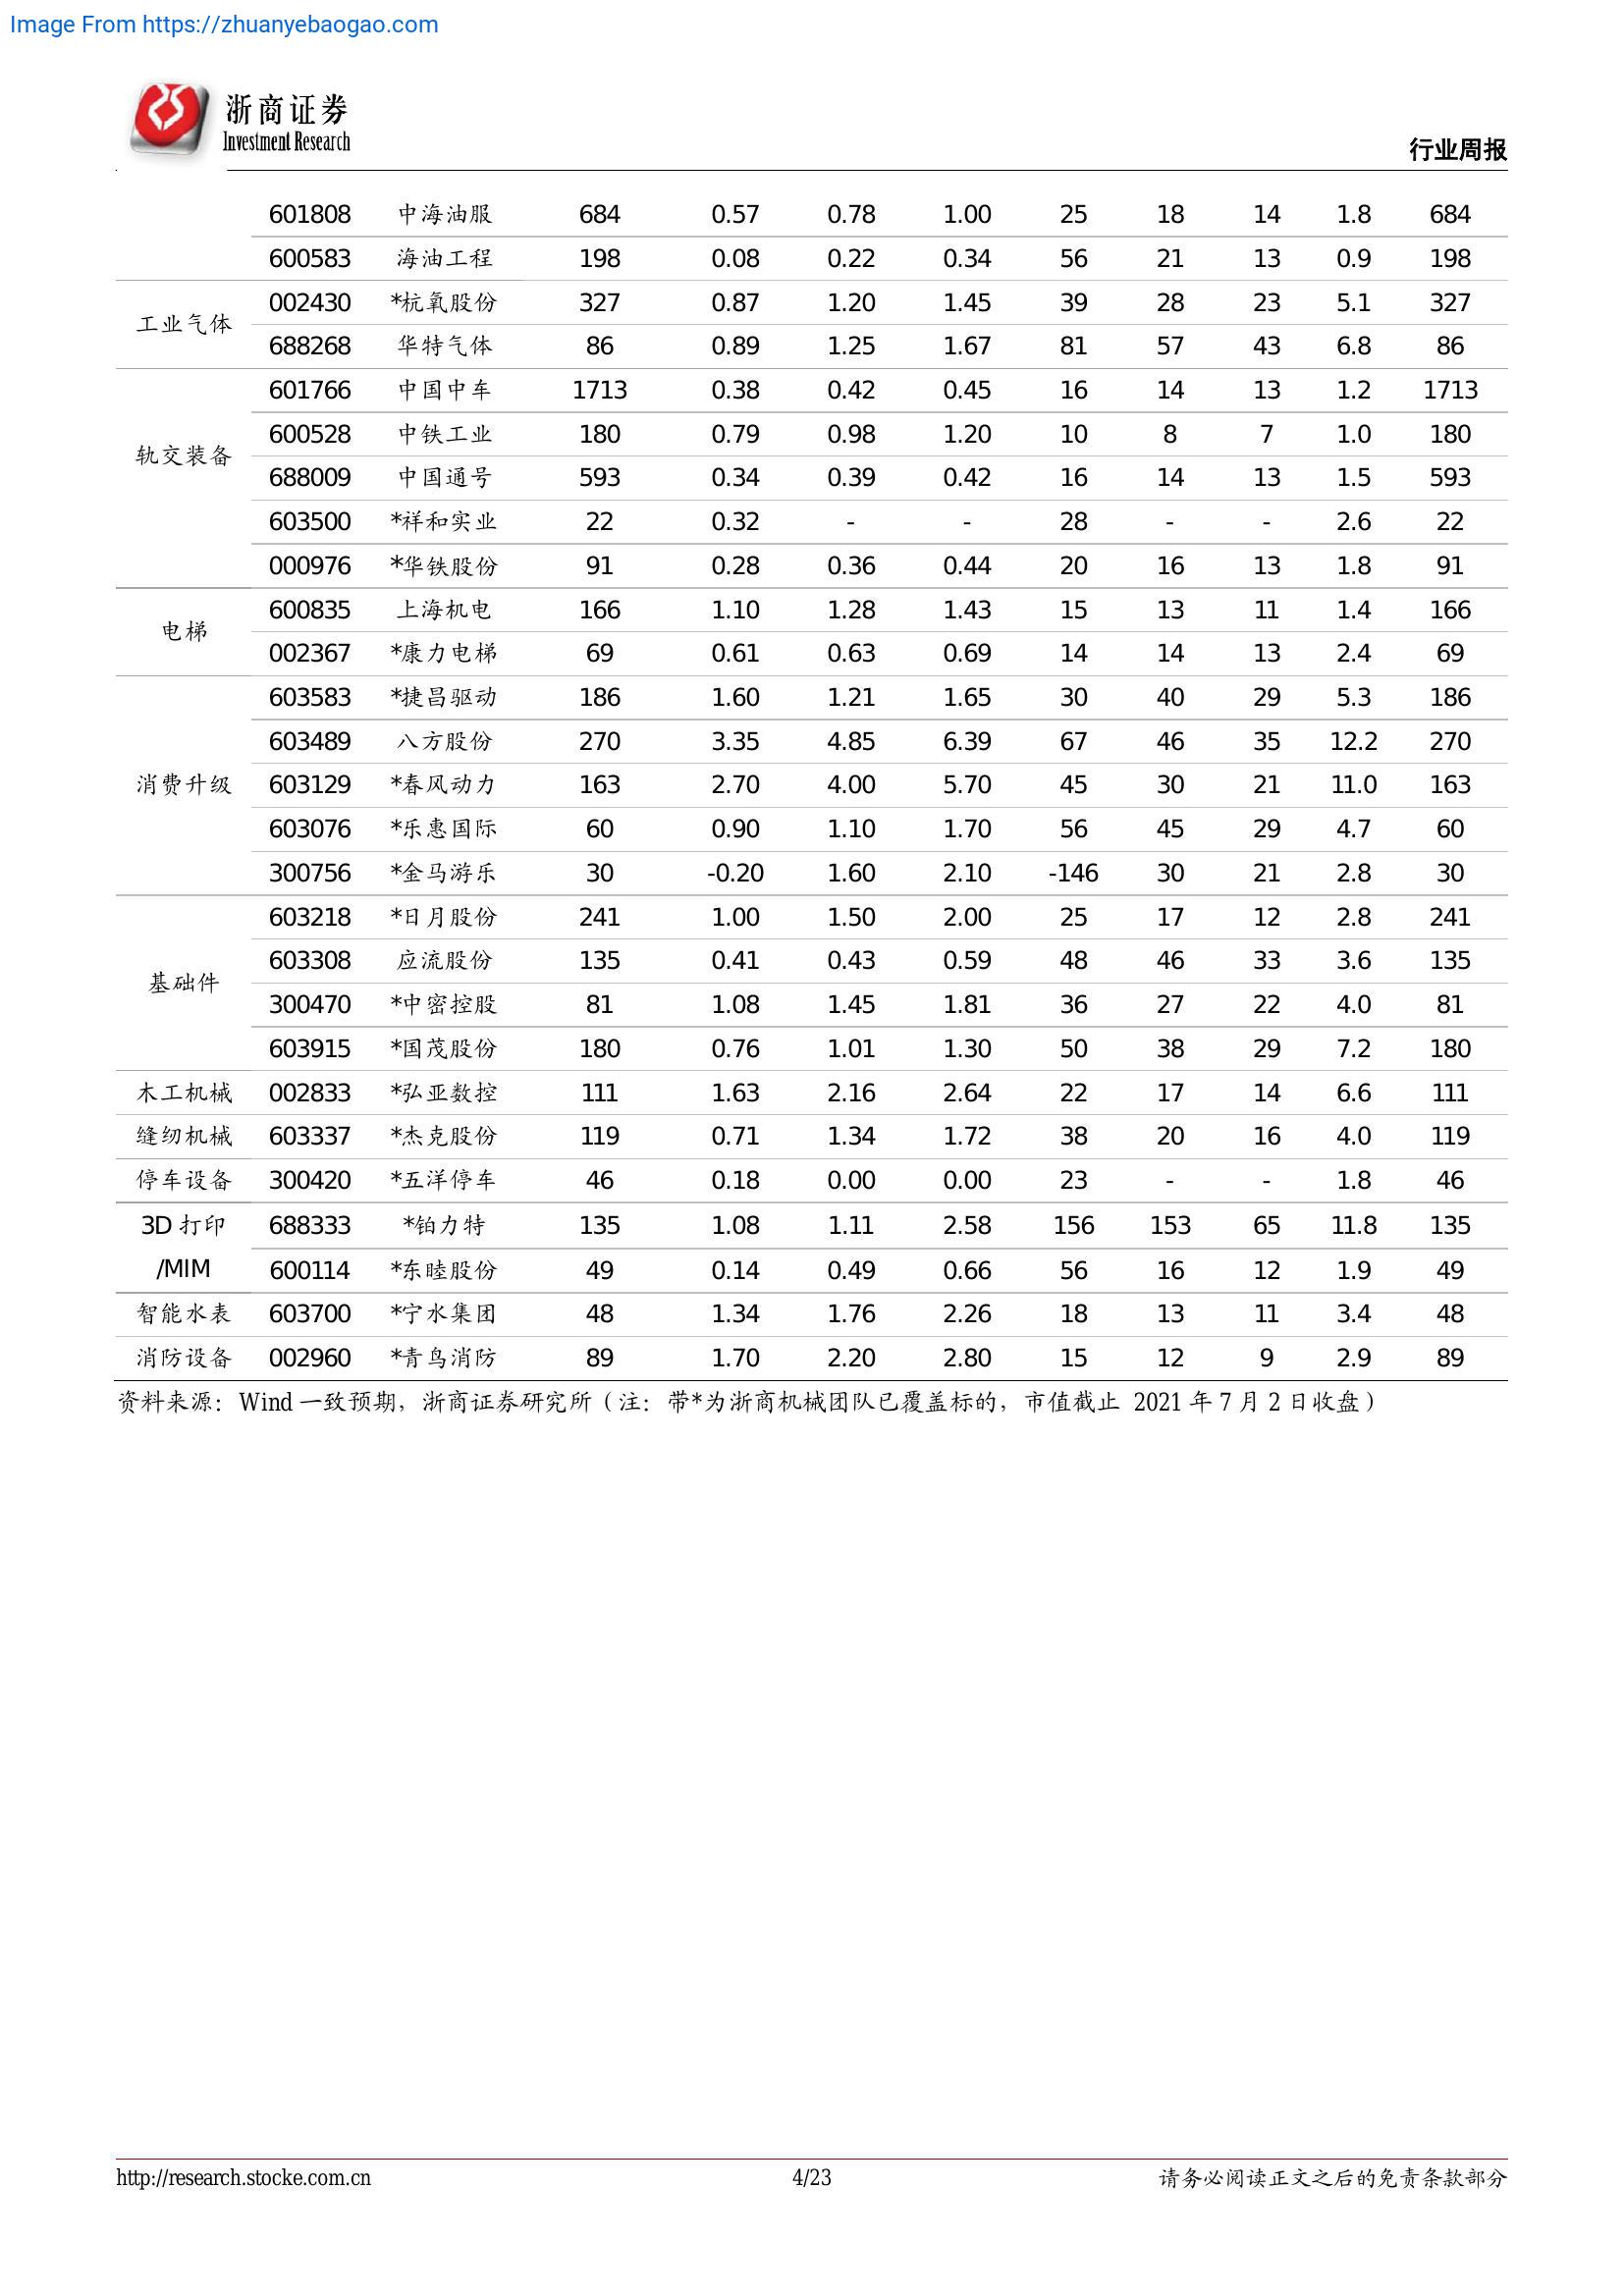 Image From https://zhuanyebaogao.com
浙商证券
Investment Research
行业周报
601808 中海油服 684 0.57 0.78 1.00 25 18 14 1.8 684
600583 海油工程 198 0.08 0.22 0.34 56 21 13 0.9 198
工业气体 002430 *杭氧股份 327 0.87 1.20 1.45 39 28 23 5.1 327
688268 华特气体 86 0.89 1.25 1.67 81 57 43 6.8 86
轨交装备 601766 中国中车 1713 0.38 0.42 0.45 16 14 13 1.2 1713
600528 中铁工业 180 0.79 0.98 1.20 10 8 7 1.0 180
688009 中国通号 593 0.34 0.39 0.42 16 14 13 1.5 593
603500 *祥和实业 22 0.32 - - 28 - - 2.6 22
000976 *华铁股份 91 0.28 0.36 0.44 20 16 13 1.8 91
电梯 600835 上海机电 166 1.10 1.28 1.43 15 13 11 1.4 166
002367 *康力电梯 69 0.61 0.63 0.69 14 14 13 2.4 69
消费升级 603583 *捷昌驱动 186 1.60 1.21 1.65 30 40 29 5.3 186
603489 八方股份 270 3.35 4.85 6.39 67 46 35 12.2 270
603129 *春风动力 163 2.70 4.00 5.70 45 30 21 11.0 163
603076 *乐惠国际 60 0.90 1.10 1.70 56 45 29 4.7 60
300756 *金马游乐 30 -0.20 1.60 2.10 -146 30 21 2.8 30
基础件 603218 *日月股份 241 1.00 1.50 2.00 25 17 12 2.8 241
603308 应流股份 135 0.41 0.43 0.59 48 46 33 3.6 135
300470 *中密控股 81 1.08 1.45 1.81 36 27 22 4.0 81
603915 *国茂股份 180 0.76 1.01 1.30 50 38 29 7.2 180
木工机械 002833 *弘亚数控 111 1.63 2.16 2.64 22 17 14 6.6 111
缝纫机械 603337 *杰克股份 119 0.71 1.34 1.72 38 20 16 4.0 119
停车设备 300420 *五洋停车 46 0.18 0.00 0.00 23 - - 1.8 46
3D 打印 688333 *铂力特 135 1.08 1.11 2.58 156 153 65 11.8 135
/MIM 600114 *东睦股份 49 0.14 0.49 0.66 56 16 12 1.9 49
智能水表 603700 *宁水集团 48 1.34 1.76 2.26 18 13 11 3.4 48
消防设备 002960 *青鸟消防 89 1.70 2.20 2.80 15 12 9 2.9 89
资料来源：Wind 一致预期，浙商证券研究所（注：带*为浙商机械团队已覆盖标的，市值截止 2021 年 7 月 2 日收盘）
http://research.stocke.com.cn 4/23 请务必阅读正文之后的免责条款部分